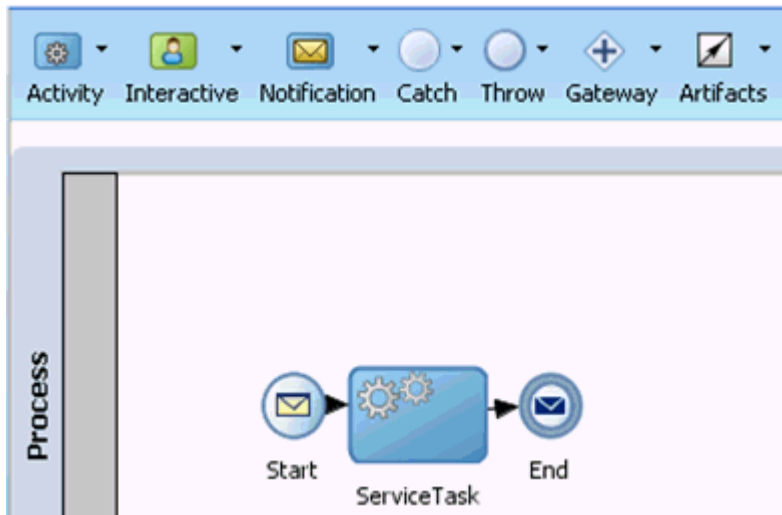 Activity Interactive Notification Catch Throw Gateway Artifacts
Process
Start
End
ServiceTask